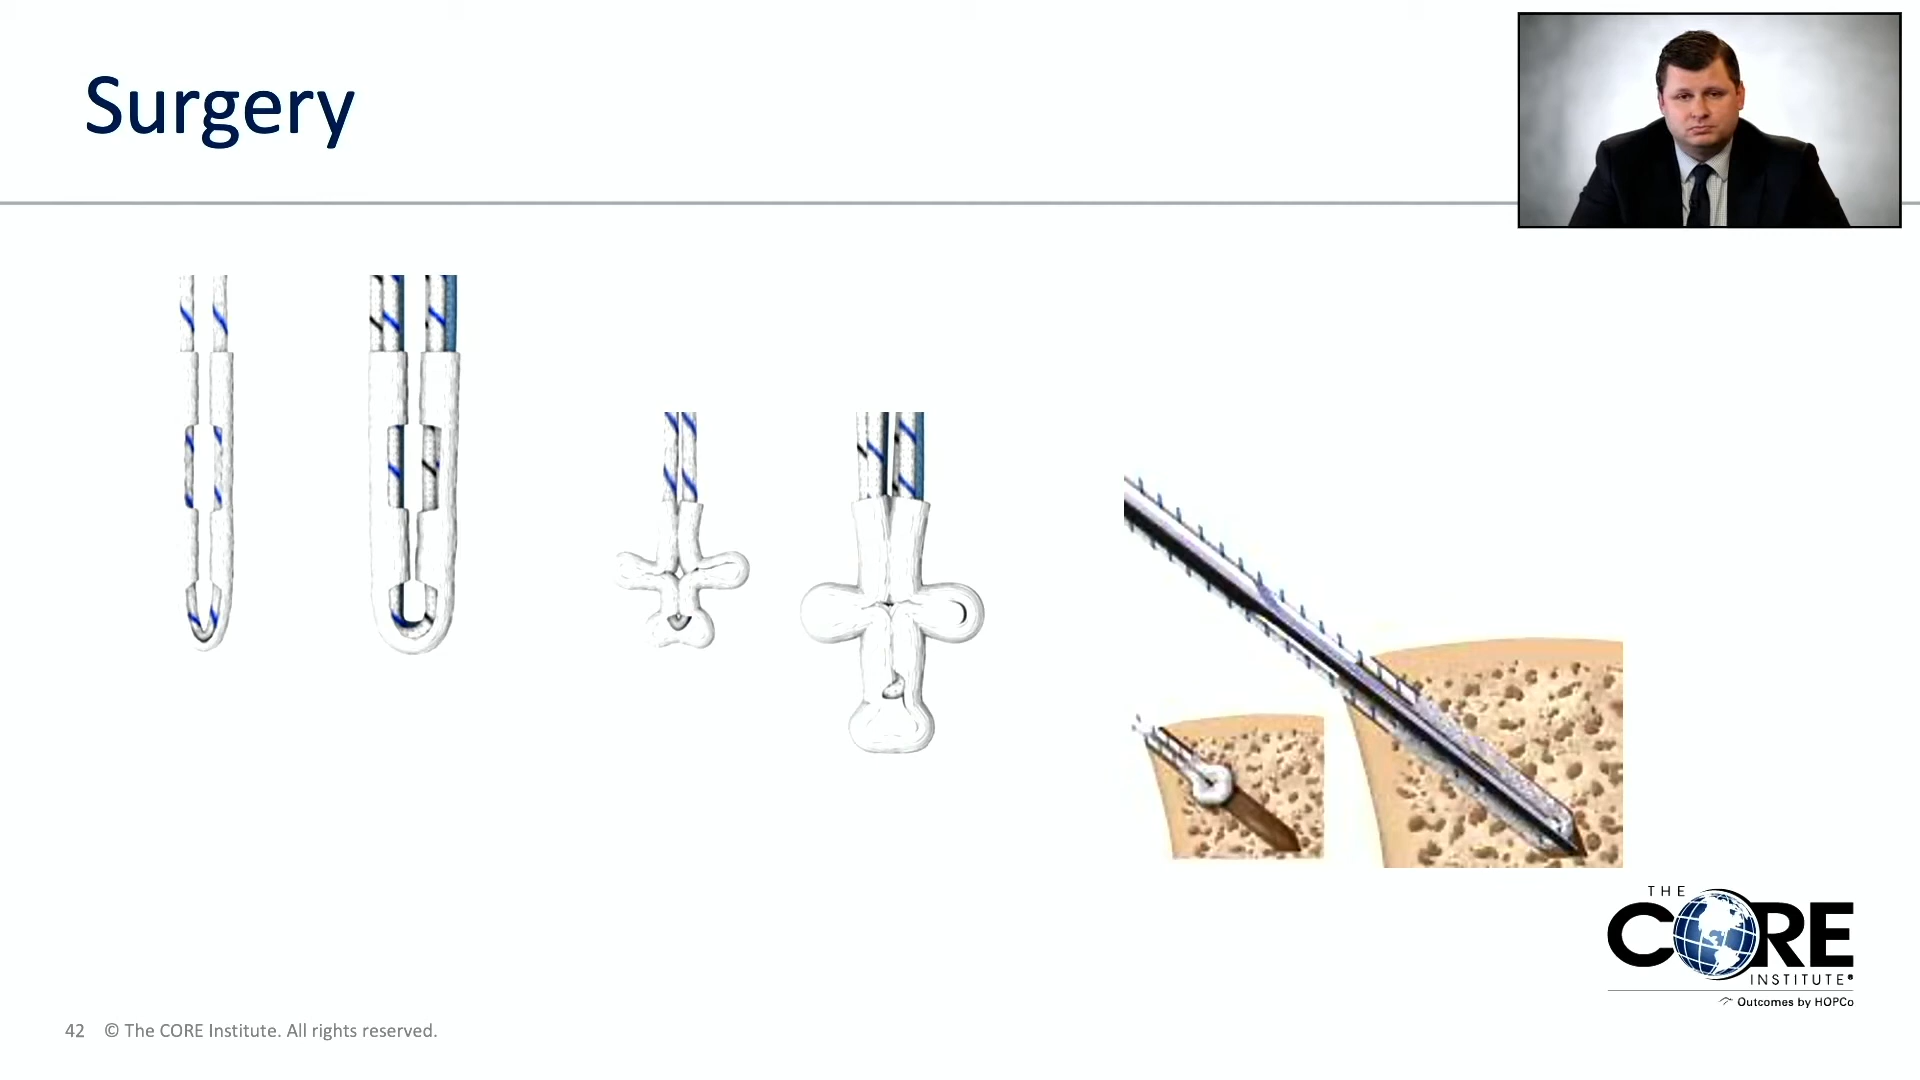 Surgery
THE
CORE
INSTITUTE®
Outcomes by HOPCo
42 © The CORE Institute. All rights reserved.